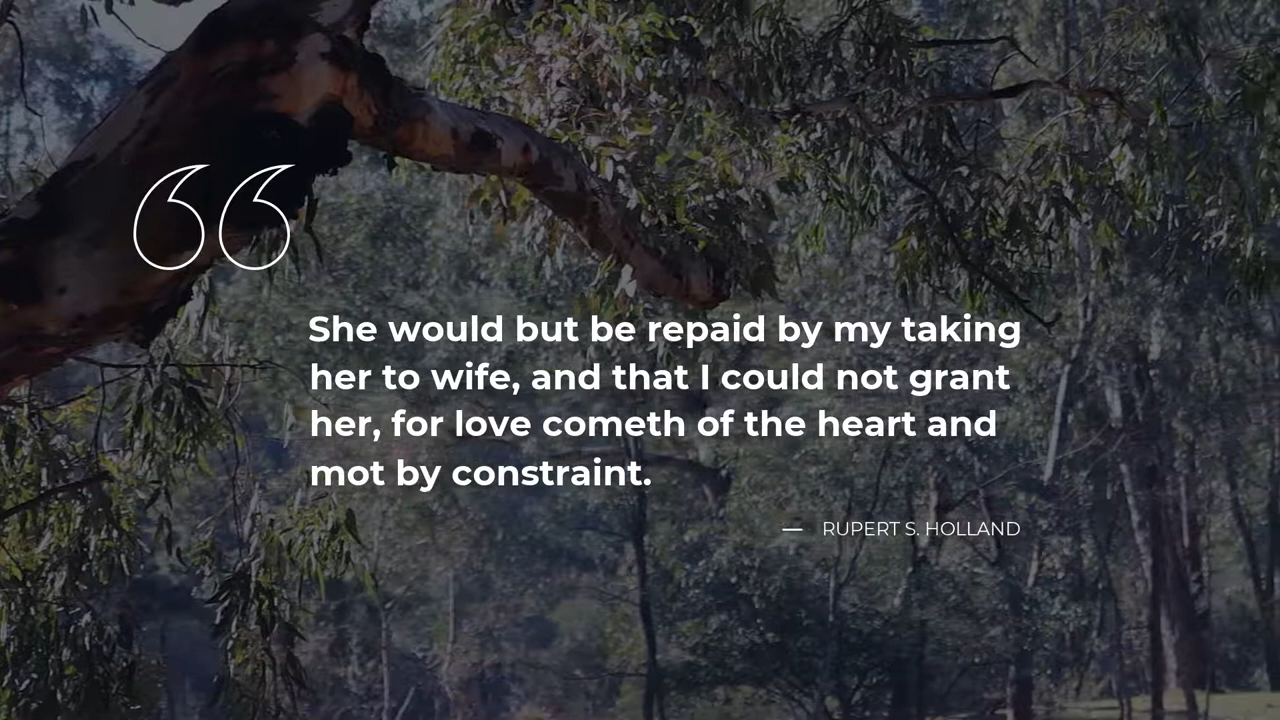 She would but be repaid by my taking
her to wife, and that I could not grant
her, for love cometh of the heart and
mot by constraint.
— RUPERT S. HOLLAND